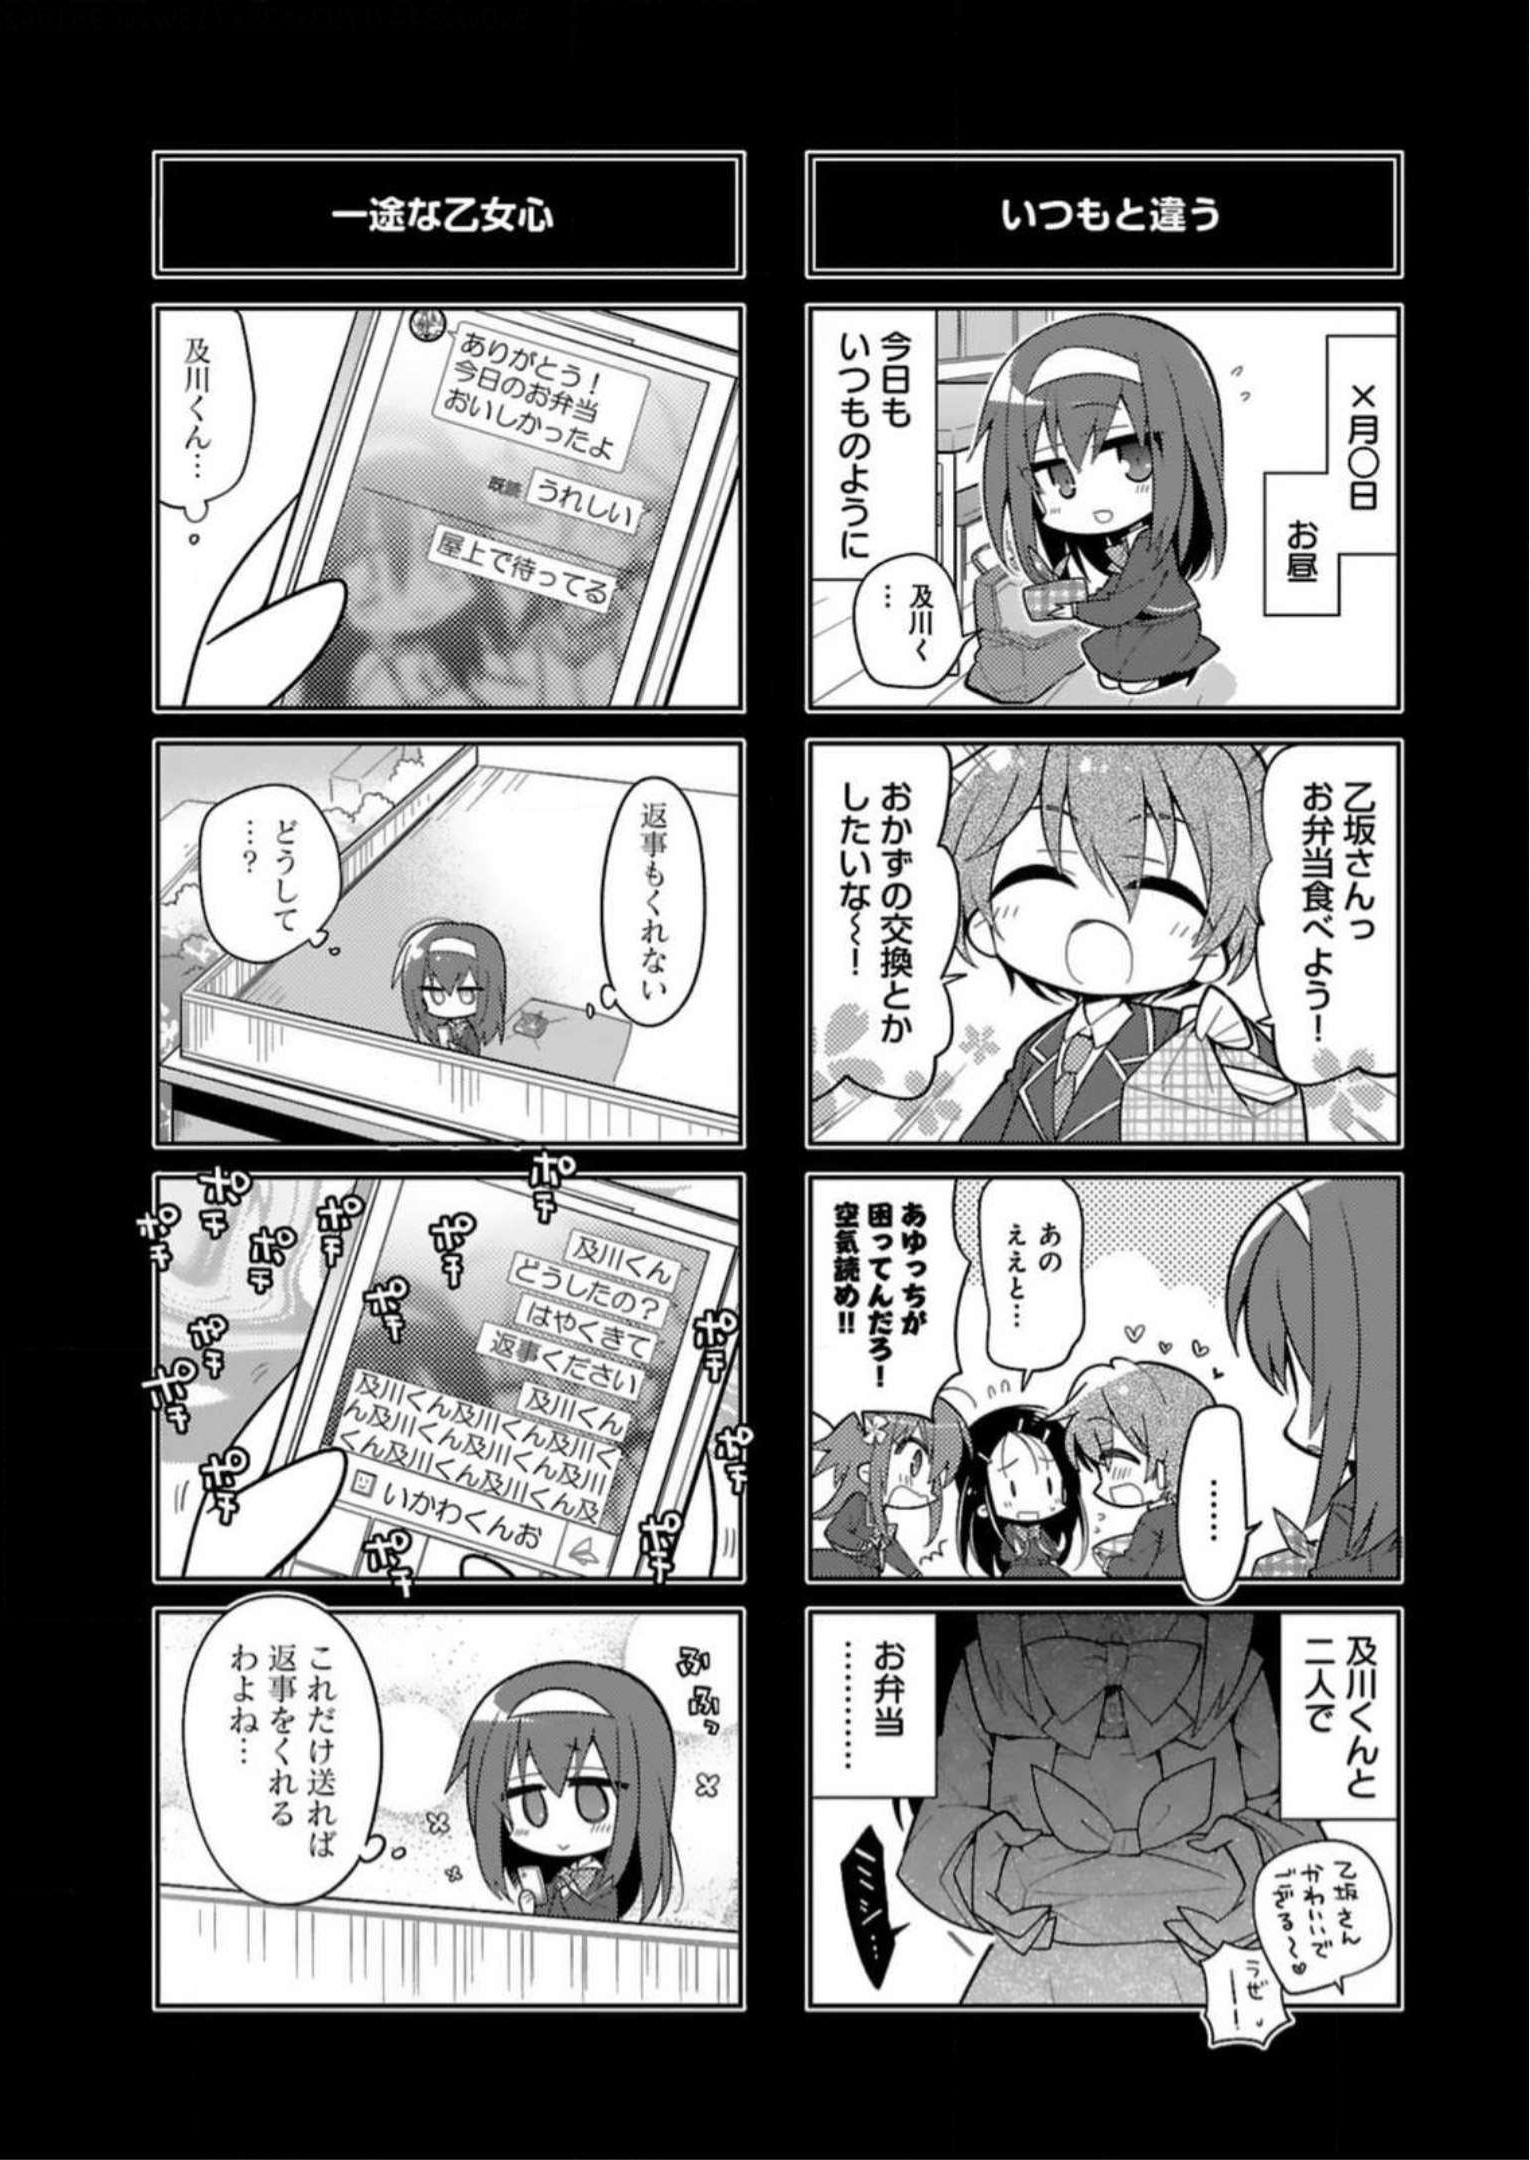 いつもと違う
×月〇日
お昼
今日も
いつものように
及川く
…
乙坂さんっ
お弁当食べよう！
おかずの交換とか
したいな～！
あの
ええと…
あゆっちが
困ってんだろ！
空気読め!!
……
及川くんと
二人で
お弁当
…………
乙坂さん
かわいいで
ござる～♡
うぜー
ミシミシ…
一途な乙女心
ありがとう！
今日のお弁当
おいしかったよ
既読
うれしい
屋上で待ってる
及川くん…
返事もくれない
どうして
…？
及川くん
どうしたの？
はやくきて
返事ください
及川くん
及川くん及川くん及川く
ん及川くん及川くん及川
くん及川くん及川くん及
いかわくんお
ポチ
ポチ
ポチ
ポチ
ポチ
ポチ
ポチ
ポチ
ポチ
ポチ
ポチ
ポチ
ポチ
ポチ
これだけ送れば
返事をくれる
わよね…
ふふふっ